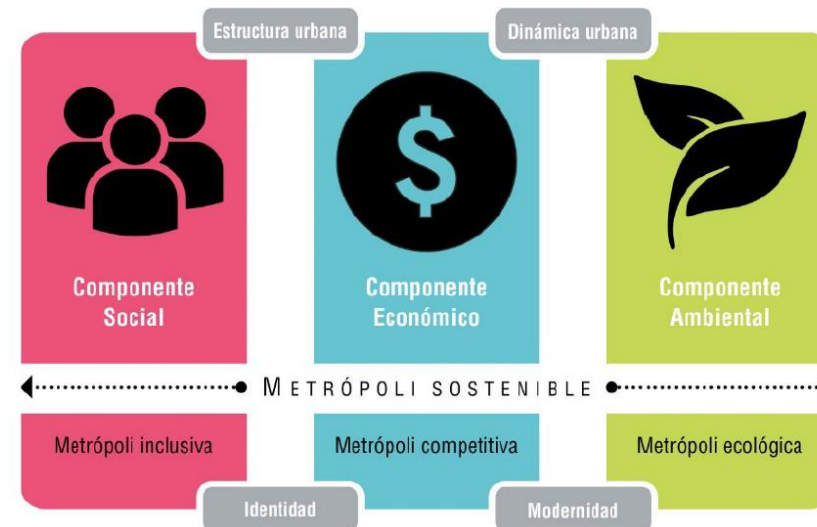 Estructura urbana
Dinámica urbana
$
Componente
Social
Componente
Económico
Componente
Ambiental
METRÓPOLI SOSTENIBLE
Metrópoli inclusiva
Metrópoli competitiva
Metrópoli ecológica
Identidad
Modernidad